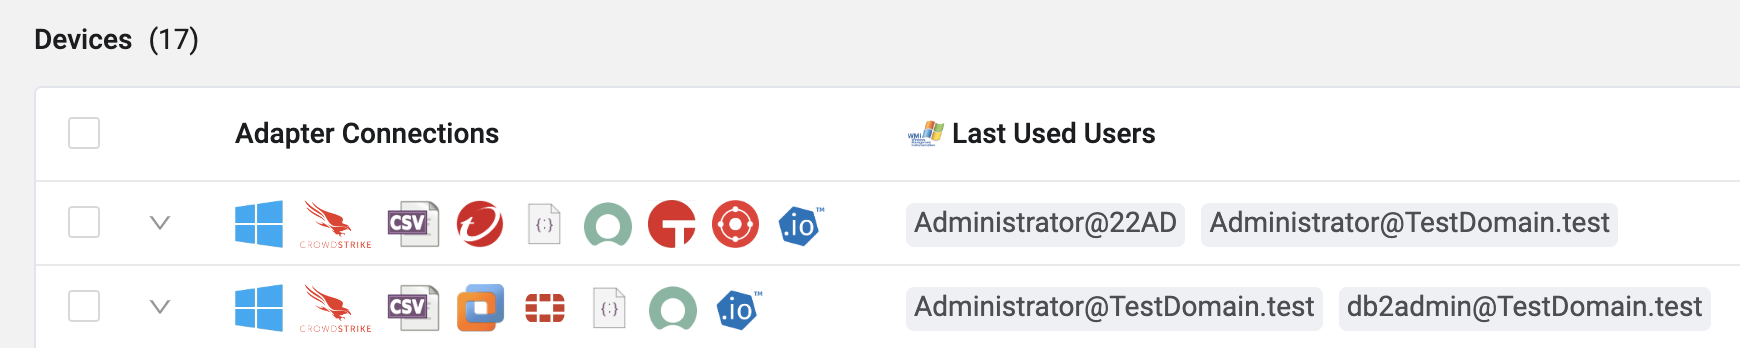 Devices (17)
Adapter Connections
WMI Last Used Users
CROWDSTRIKE CSV {;} .io™ Administrator@22AD Administrator@TestDomain.test
CROWDSTRIKE CSV {;} .io™ Administrator@TestDomain.test db2admin@TestDomain.test